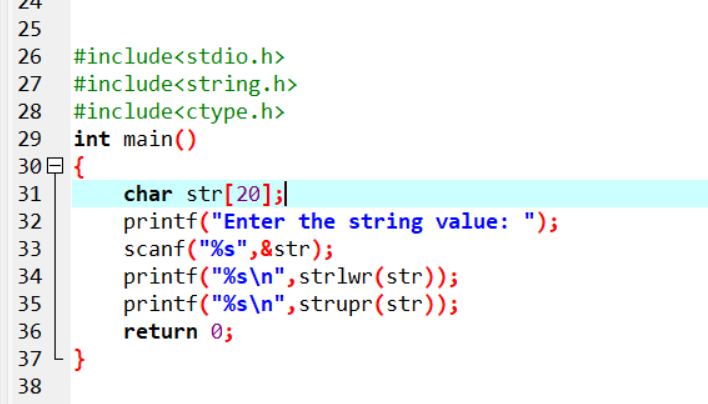 24
25
26 #include<stdio.h>
27 #include<string.h>
28 #include<ctype.h>
29 int main()
30 {
31     char str[20];
32     printf("Enter the string value: ");
33     scanf("%s",&str);
34     printf("%s\n",strlwr(str));
35     printf("%s\n",strupr(str));
36     return 0;
37 }
38